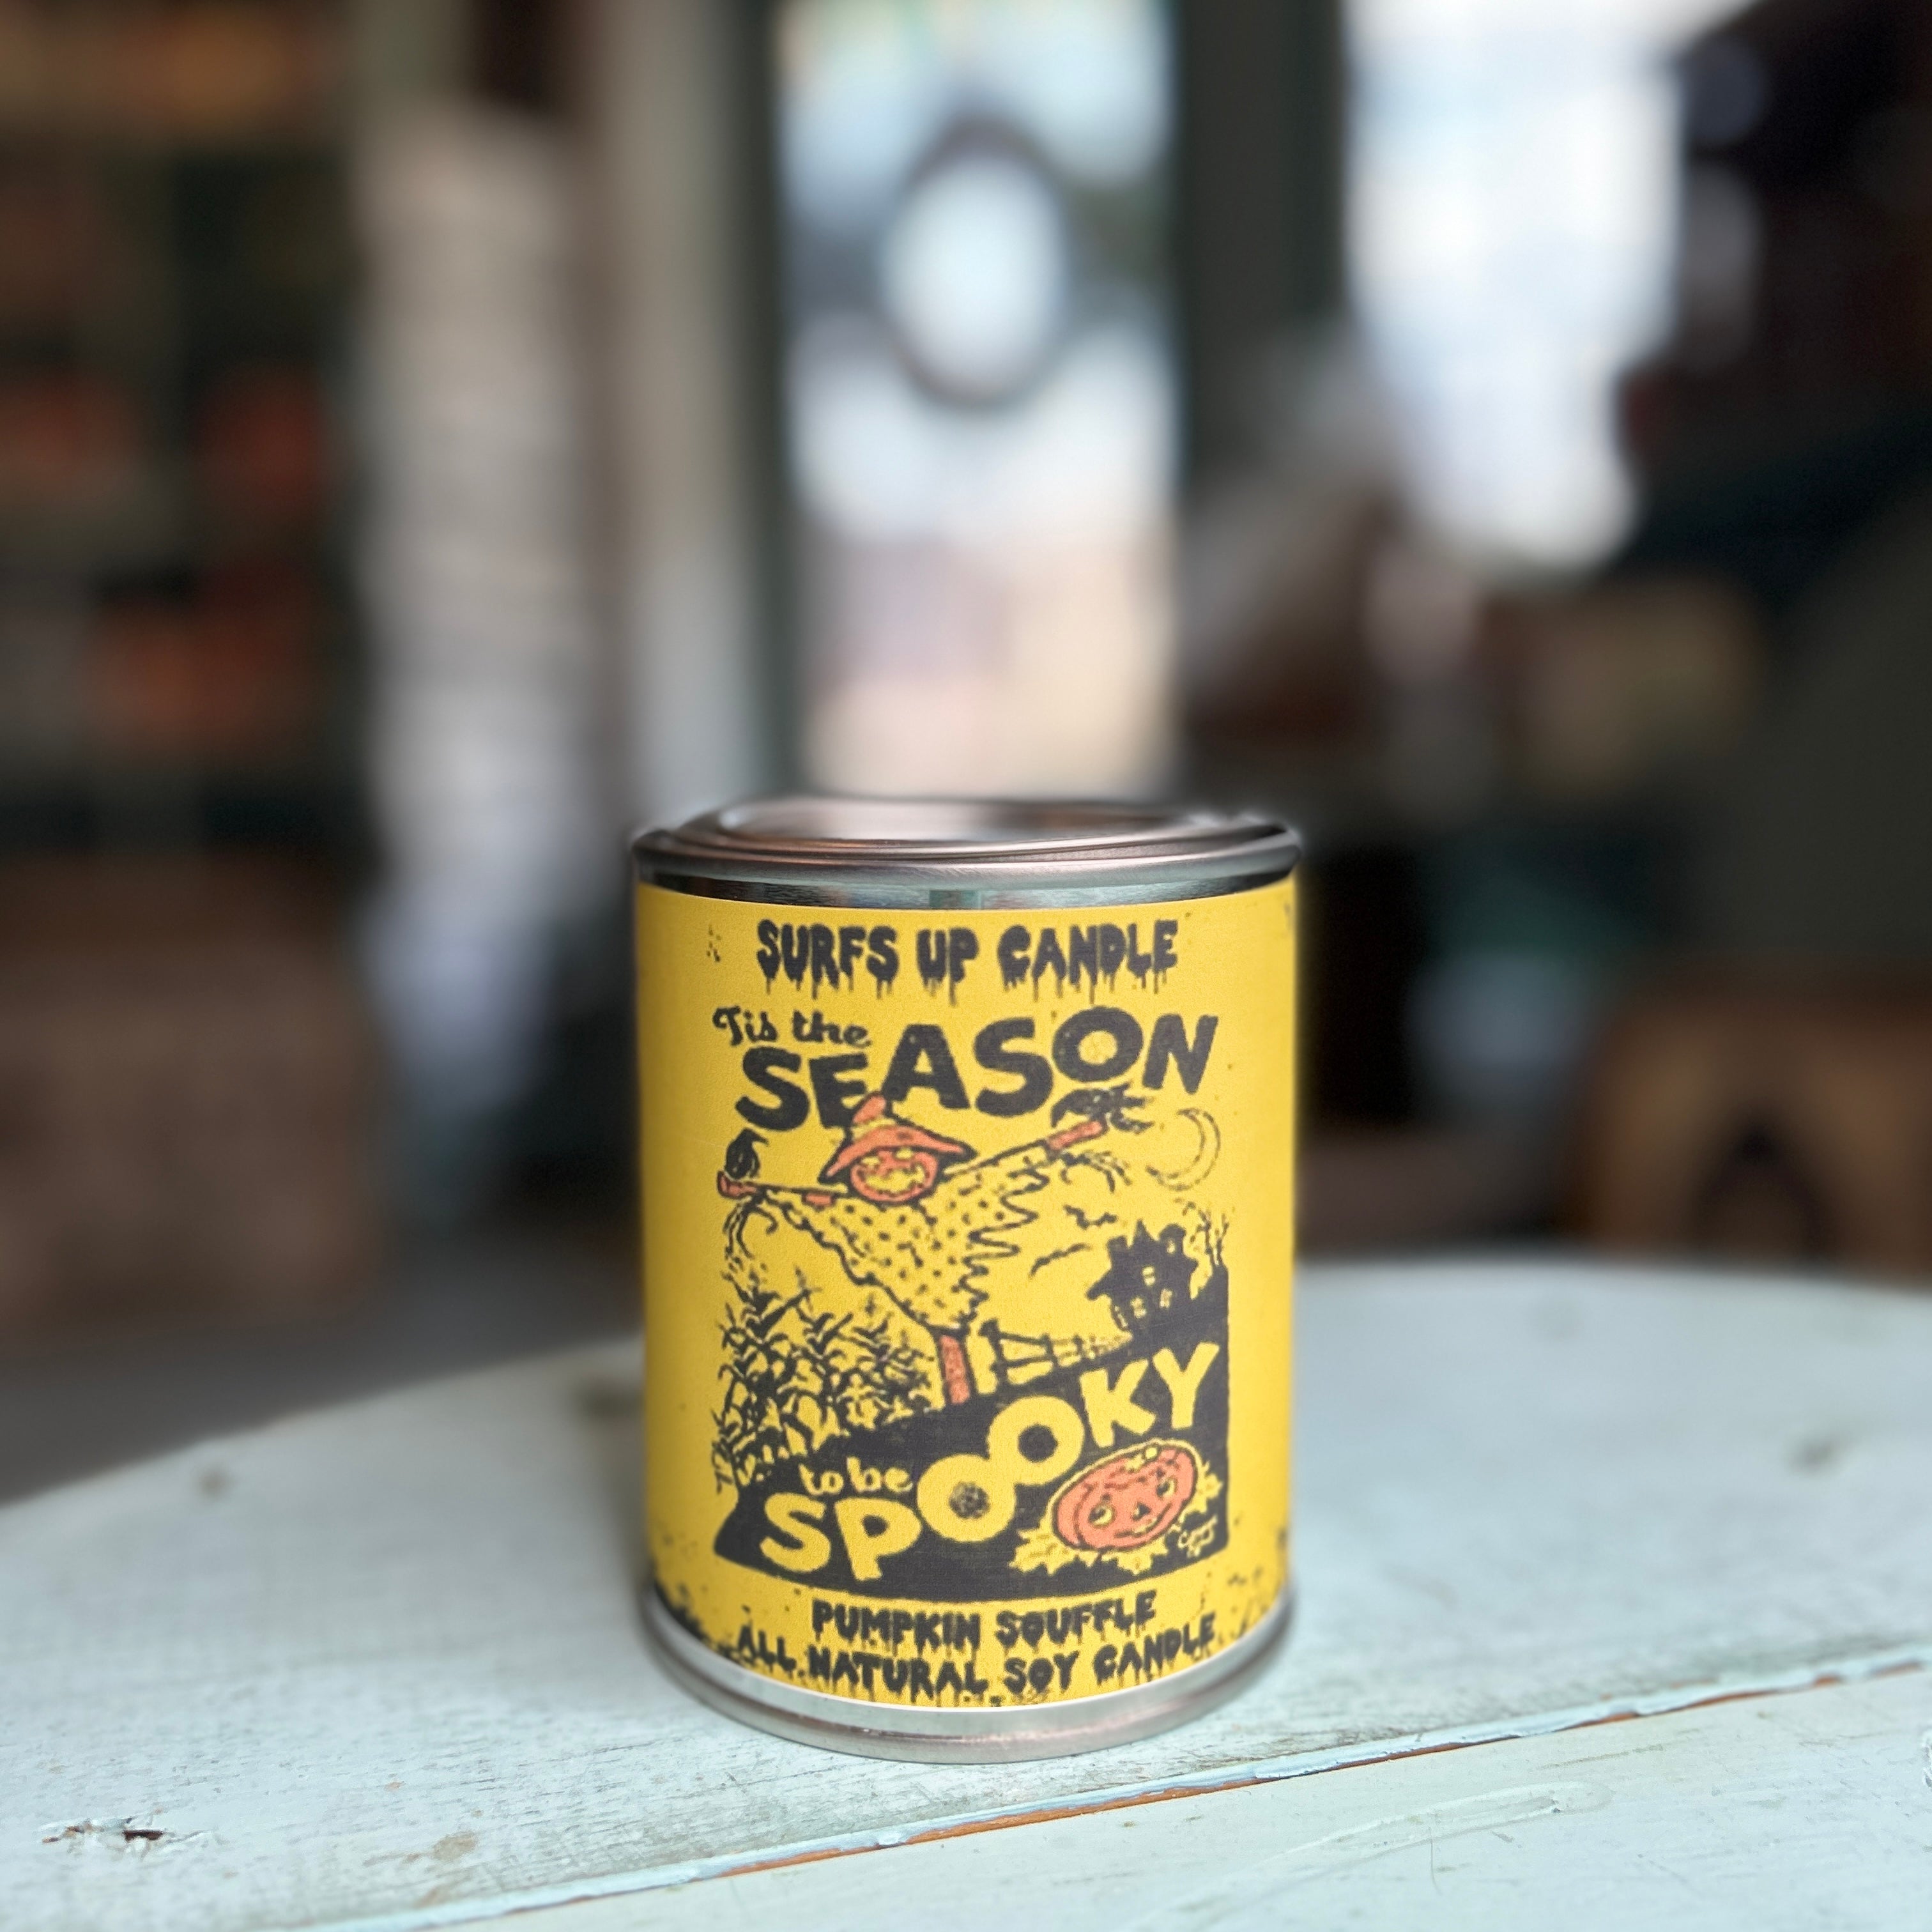 SURFS UP CANDLE
'Tis the
SEASON
to be
SPOOKY
PUMPKIN SOUFFLE
ALL NATURAL SOY CANDLE